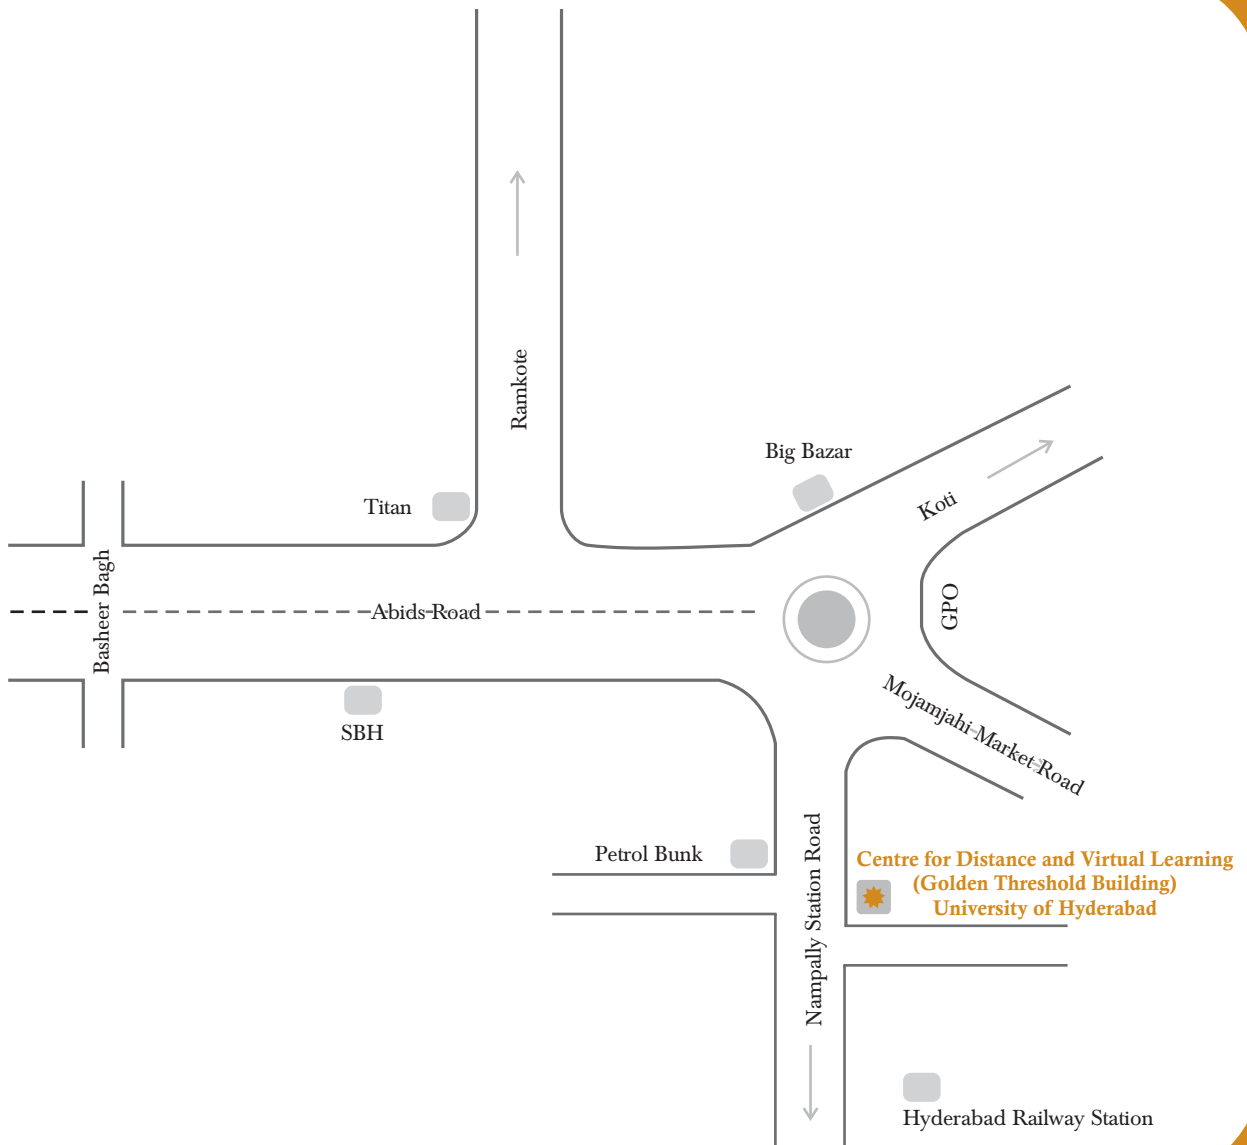 Ramkote
Big Bazar
Titan
Koti
Basheer Bagh
Abids Road
GPO
SBH
Mojamjahi Market Road
Petrol Bunk
Nampally Station Road
Centre for Distance and Virtual Learning
(Golden Threshold Building)
University of Hyderabad
Hyderabad Railway Station